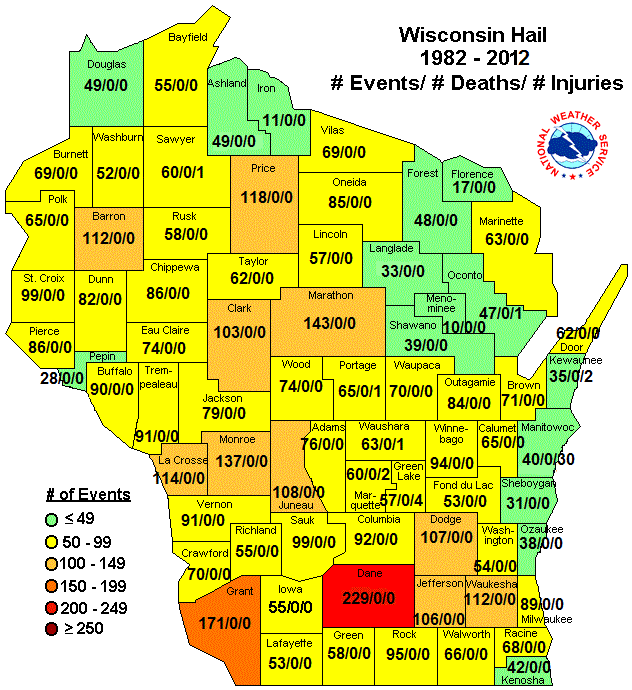 Wisconsin Hail
1982 - 2012
# Events/ # Deaths/ # Injuries
NATIONAL WEATHER SERVICE
Douglas
49/0/0
Bayfield
55/0/0
Ashland
49/0/0
Iron
11/0/0
Vilas
69/0/0
Burnett
69/0/0
Washburn
52/0/0
Sawyer
60/0/1
Price
118/0/0
Oneida
85/0/0
Forest
48/0/0
Florence
17/0/0
Marinette
63/0/0
Polk
65/0/0
Barron
112/0/0
Rusk
58/0/0
Lincoln
57/0/0
Langlade
33/0/0
Oconto
47/0/1
Taylor
62/0/0
Chippewa
86/0/0
St. Croix
99/0/0
Dunn
82/0/0
Clark
103/0/0
Marathon
143/0/0
Meno-
minee
10/0/0
Shawano
39/0/0
Pierce
86/0/0
Eau Claire
74/0/0
62/0/0
Door
Pepin
28/0/0
Buffalo
90/0/0
Trem-
pealeau
91/0/0
Jackson
79/0/0
Wood
74/0/0
Portage
65/0/1
Waupaca
70/0/0
Outagamie
84/0/0
Brown
71/0/0
Kewaunee
35/0/2
Adams
76/0/0
Waushara
63/0/1
Winne-
bago
94/0/0
Calumet
65/0/0
Manitowoc
40/0/30
La Crosse
114/0/0
Monroe
137/0/0
108/0/0
Juneau
60/0/2
Mar-
quette
Green
Lake
57/0/4
Fond du Lac
53/0/0
Sheboygan
31/0/0
Vernon
91/0/0
Richland
55/0/0
Sauk
99/0/0
Columbia
92/0/0
Dodge
107/0/0
Wash-
ington
54/0/0
Ozaukee
38/0/0
Crawford
70/0/0
Grant
171/0/0
Iowa
55/0/0
Dane
229/0/0
Jefferson
106/0/0
Waukesha
112/0/0
89/0/0
Milwaukee
Lafayette
53/0/0
Green
58/0/0
Rock
95/0/0
Walworth
66/0/0
Racine
68/0/0
42/0/0
Kenosha
# of Events
≤ 49
50 - 99
100 - 149
150 - 199
200 - 249
≥ 250